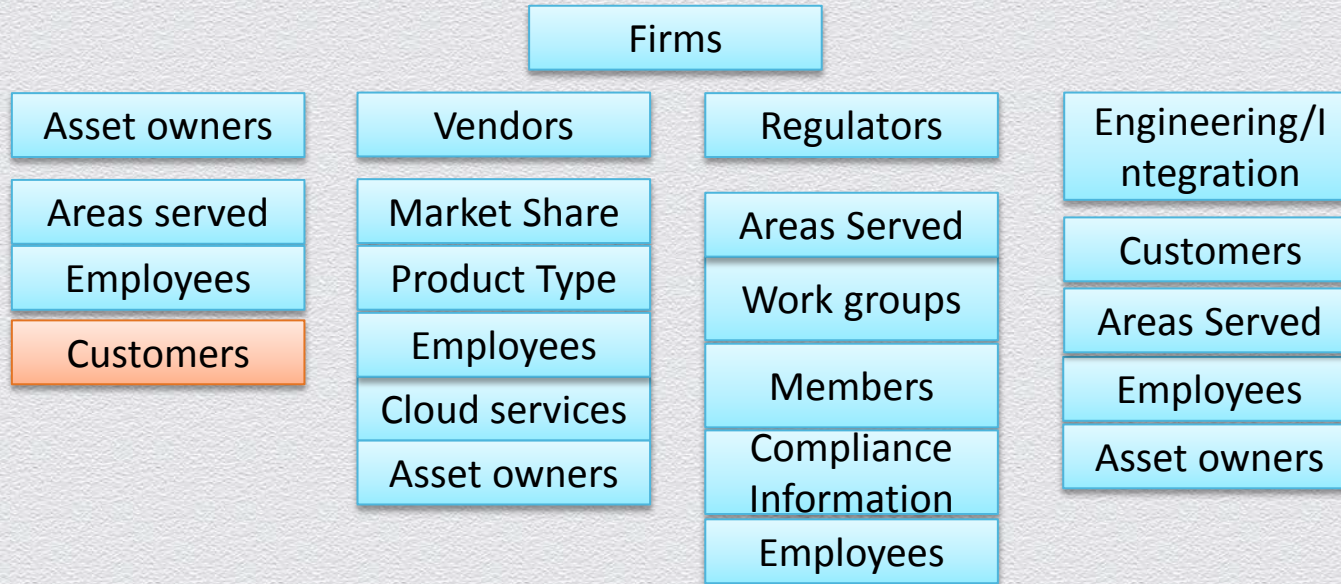 Firms
Asset owners
Areas served
Employees
Customers
Vendors
Market Share
Product Type
Employees
Cloud services
Asset owners
Regulators
Areas Served
Work groups
Members
Compliance
Information
Employees
Engineering/I
ntegration
Customers
Areas Served
Employees
Asset owners